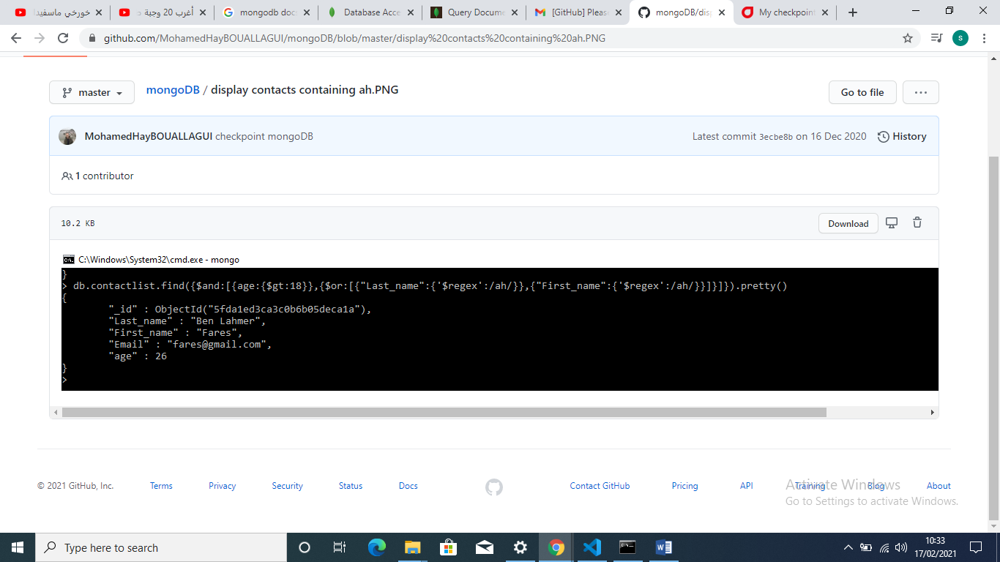 خورخي ماسفيدا
أغرب 20 وجبة
mongodb doc
Database Acce
Query Docume
[GitHub] Pleas
mongoDB/dis
My checkpoint
github.com/MohamedHayBOUALLAGUI/mongoDB/blob/master/display%20contacts%20containing%20ah.PNG
s
master
mongoDB / display contacts containing ah.PNG
Go to file
MohamedHayBOUALLAGUI checkpoint mongoDB
Latest commit 3ecbe8b on 16 Dec 2020
History
1 contributor
10.2 KB
Download
C:\Windows\System32\cmd.exe - mongo
}
> db.contactlist.find({$and:[{age:{$gt:18}},{$or:[{"Last_name":{'$regex':/ah/}},{"First_name":{'$regex':/ah/}}]}]}).pretty()
{
"_id" : ObjectId("5fda1ed3ca3c0b6b05deca1a"),
"Last_name" : "Ben Lahmer",
"First_name" : "Fares",
"Email" : "fares@gmail.com",
"age" : 26
}
>
© 2021 GitHub, Inc.
Terms
Privacy
Security
Status
Docs
Contact GitHub
Pricing
API
Training
Blog
About
Activate Windows
Go to Settings to activate Windows.
Type here to search
10:33
17/02/2021